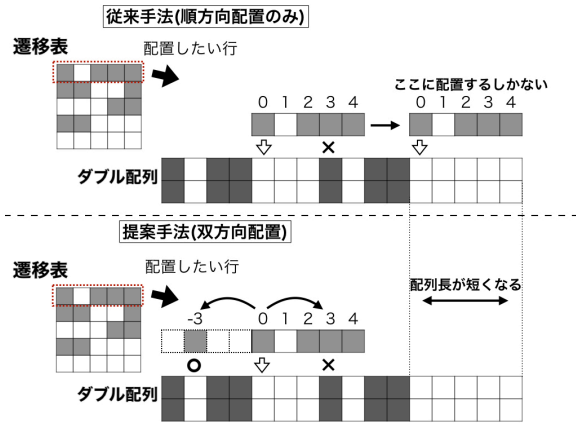 従来手法(順方向配置のみ)
遷移表
配置したい行
ここに配置するしかない
0 1 2 3 4
0 1 2 3 4
ダブル配列
提案手法(双方向配置)
遷移表
配置したい行
配列長が短くなる
-3 0 1 2 3 4
ダブル配列